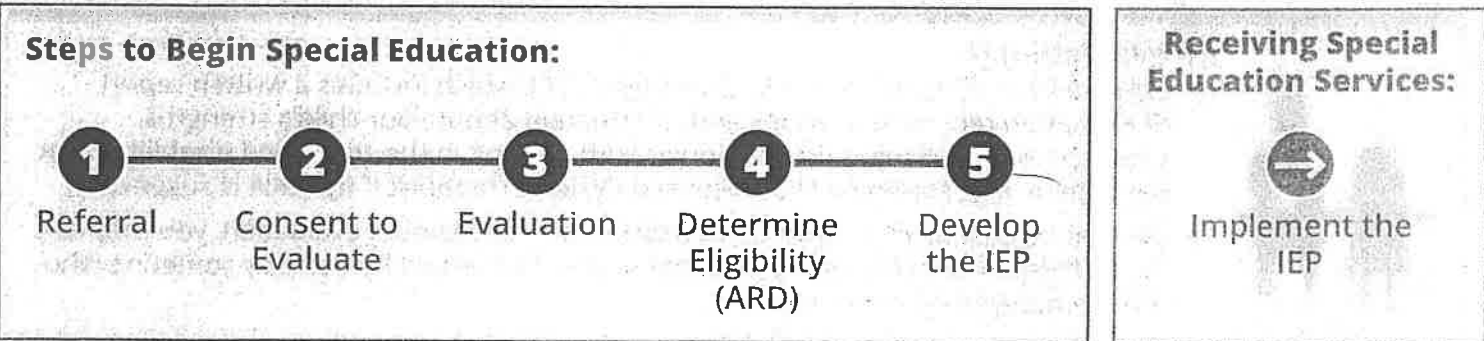 Steps to Begin Special Education:
1 2 3 4 5
Referral Consent to Evaluation Determine Develop
Evaluate Eligibility the IEP
(ARD)
Receiving Special
Education Services:
Implement the
IEP